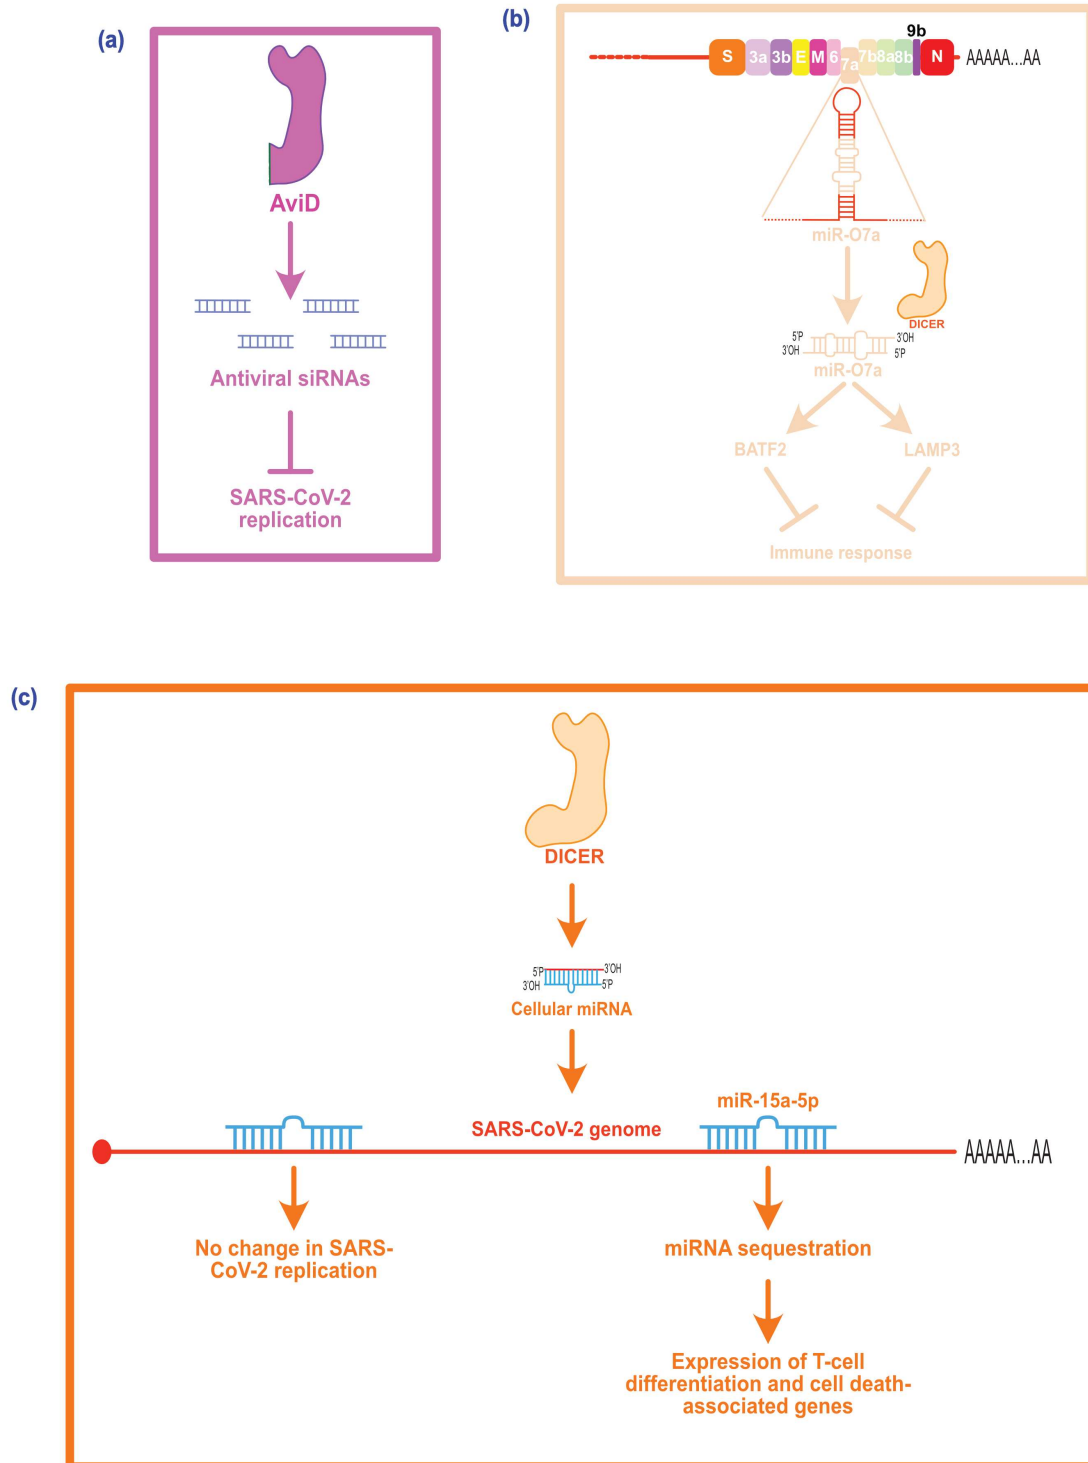 (a)
AviD
Antiviral siRNAs
SARS-CoV-2
replication
(b)
9b
S 3a 3b E M 6 7a 7b 8a 8b N AAAAA...AA
miR-O7a
DICER
5'P 3'OH
3'OH 5'P
miR-O7a
BATF2 LAMP3
Immune response
(c)
DICER
5'P 3'OH
3'OH 5'P
Cellular miRNA
miR-15a-5p
SARS-CoV-2 genome
AAAAA...AA
No change in SARS-
CoV-2 replication
miRNA sequestration
Expression of T-cell
differentiation and cell death-
associated genes